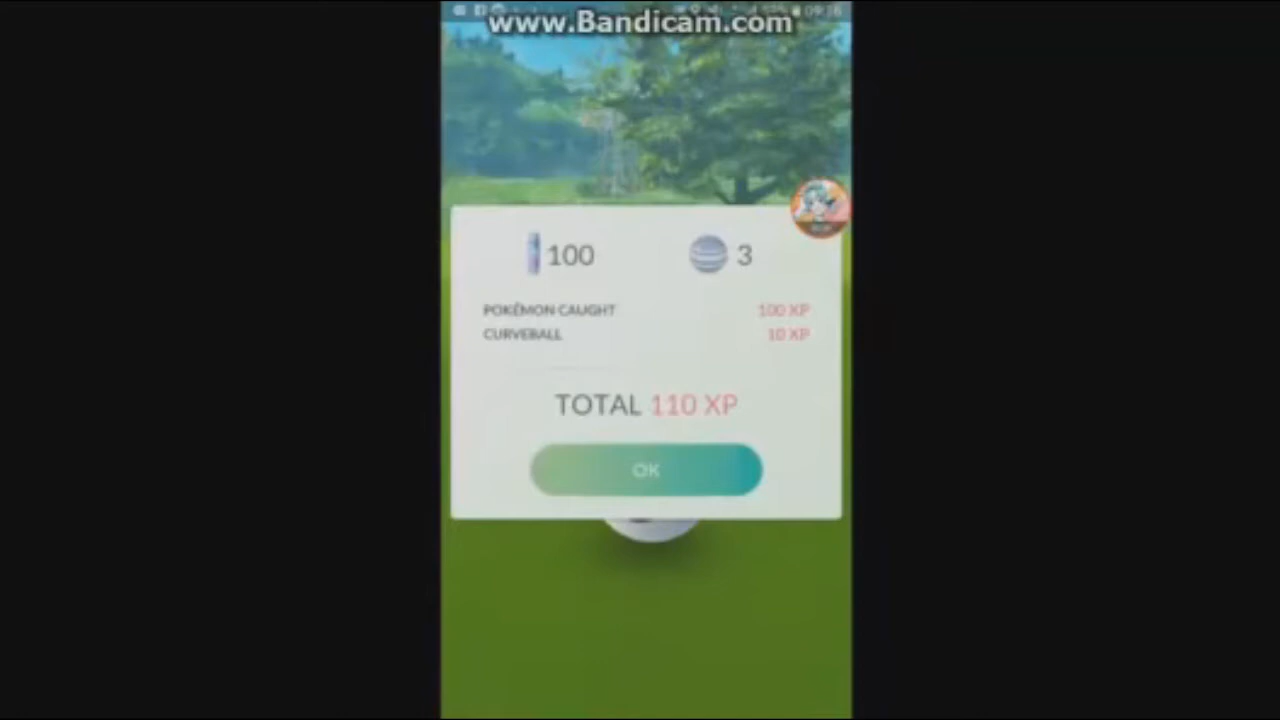 www.Bandicam.com
100
3
POKÉMON CAUGHT 100 XP
CURVEBALL 10 XP
TOTAL 110 XP
OK